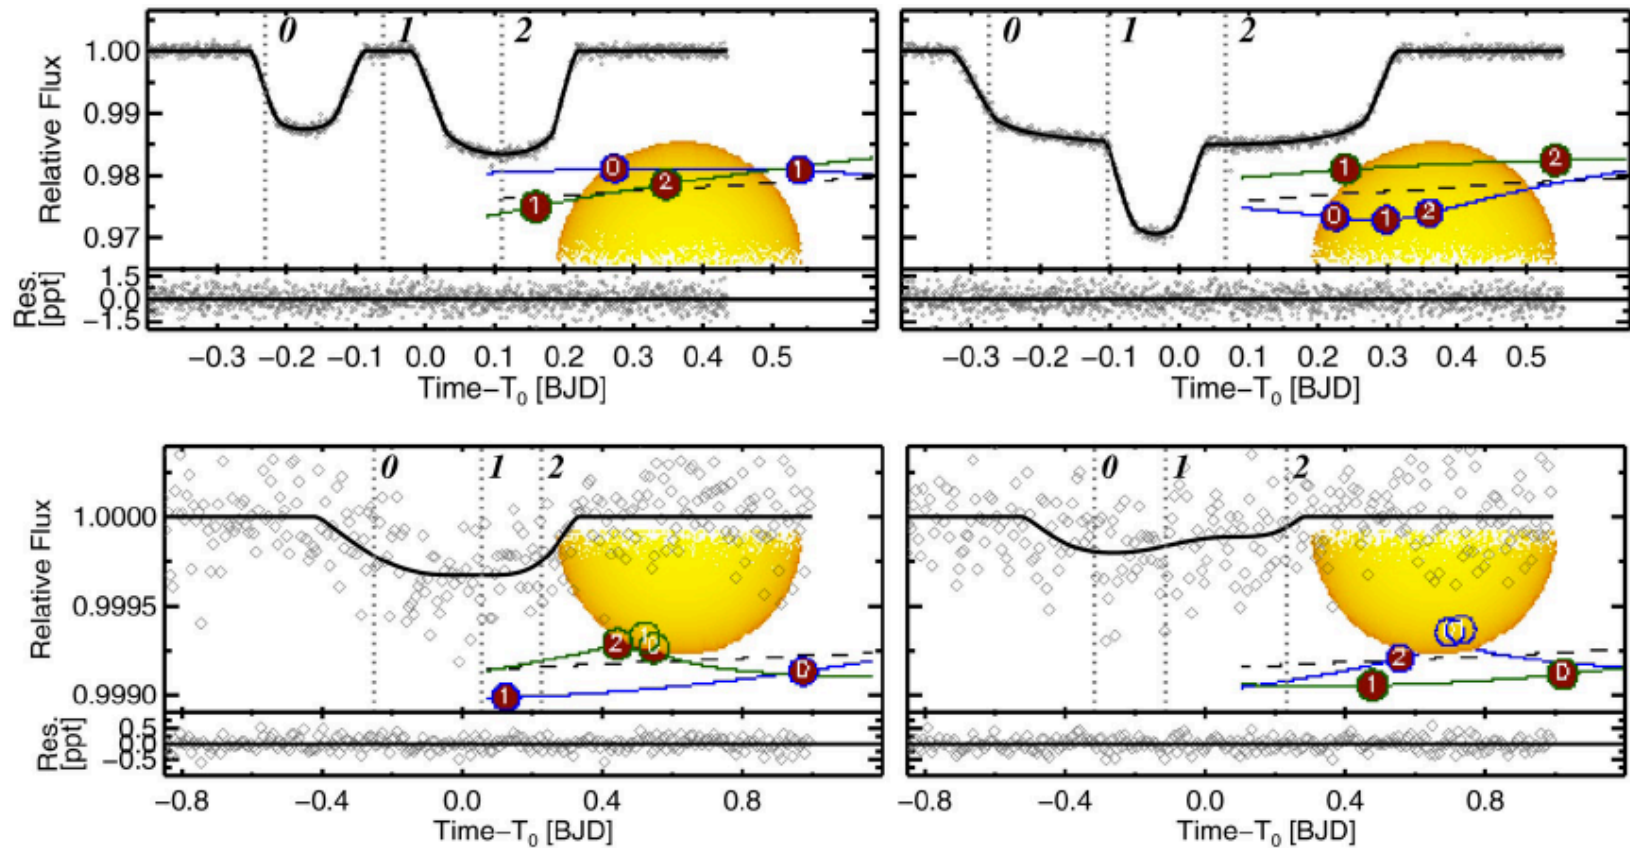 0 1 2 0 1 2
1.00
0.99
0.98
0.97
Relative Flux
0 1 1 2 1 2 0 1 2
1.5
0.0
−1.5
Res. [ppt]
−0.3 −0.2 −0.1 0.0 0.1 0.2 0.3 0.4 0.5 −0.3 −0.2 −0.1 0.0 0.1 0.2 0.3 0.4 0.5
Time−T0 [BJD] Time−T0 [BJD]
0 1 2 0 1 2
1.0000
0.9995
0.9990
Relative Flux
2 1 0 1 0 2 1 0
0.5
0.0
−0.5
Res. [ppt]
−0.8 −0.4 0.0 0.4 0.8 −0.8 −0.4 0.0 0.4 0.8
Time−T0 [BJD] Time−T0 [BJD]